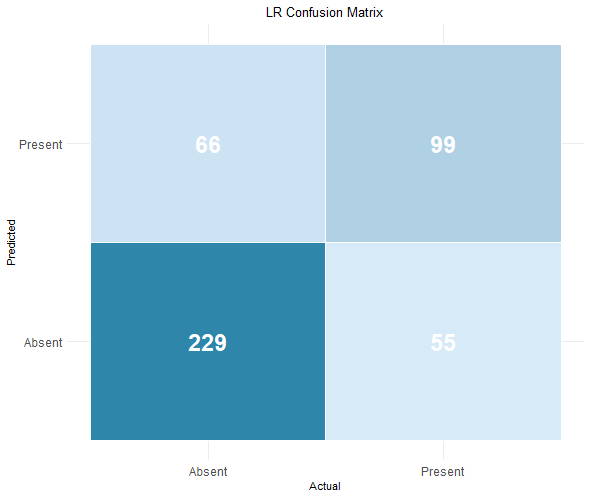 LR Confusion Matrix
Present
66
99
Predicted
Absent
229
55
Absent
Present
Actual